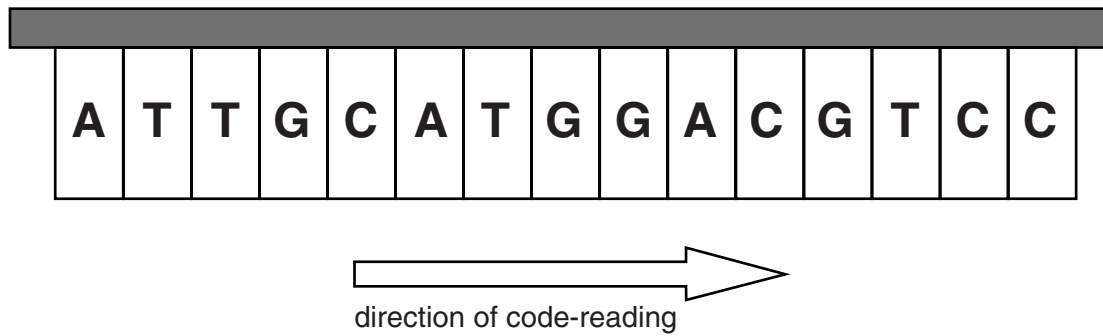 A T T G C A T G G A C G T C C
direction of code-reading